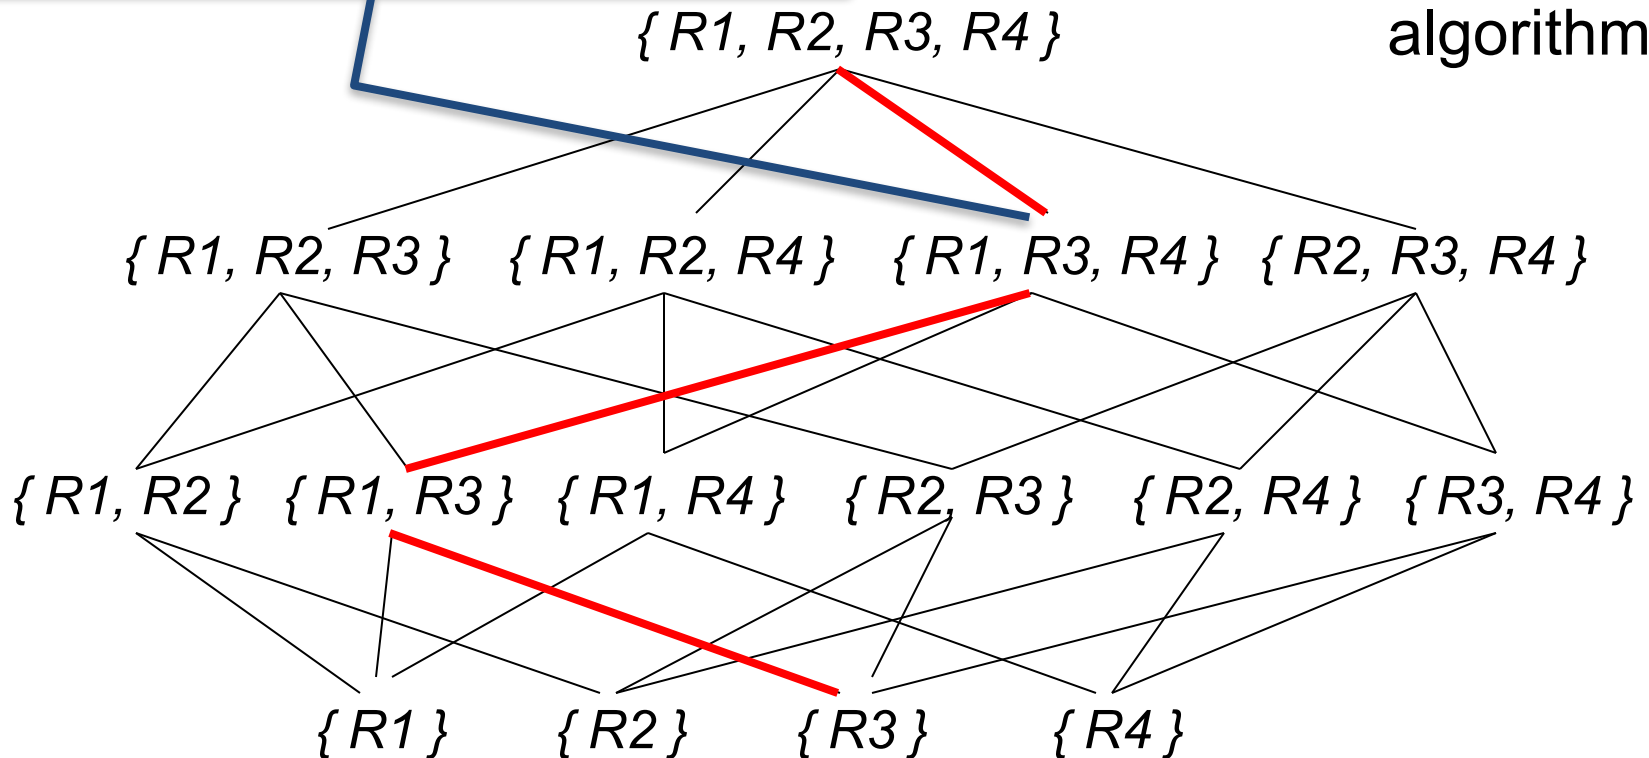 { R1, R2, R3, R4 }
algorithm
{ R1, R2, R3 } { R1, R2, R4 } { R1, R3, R4 } { R2, R3, R4 }
{ R1, R2 } { R1, R3 } { R1, R4 } { R2, R3 } { R2, R4 } { R3, R4 }
{ R1 } { R2 } { R3 } { R4 }